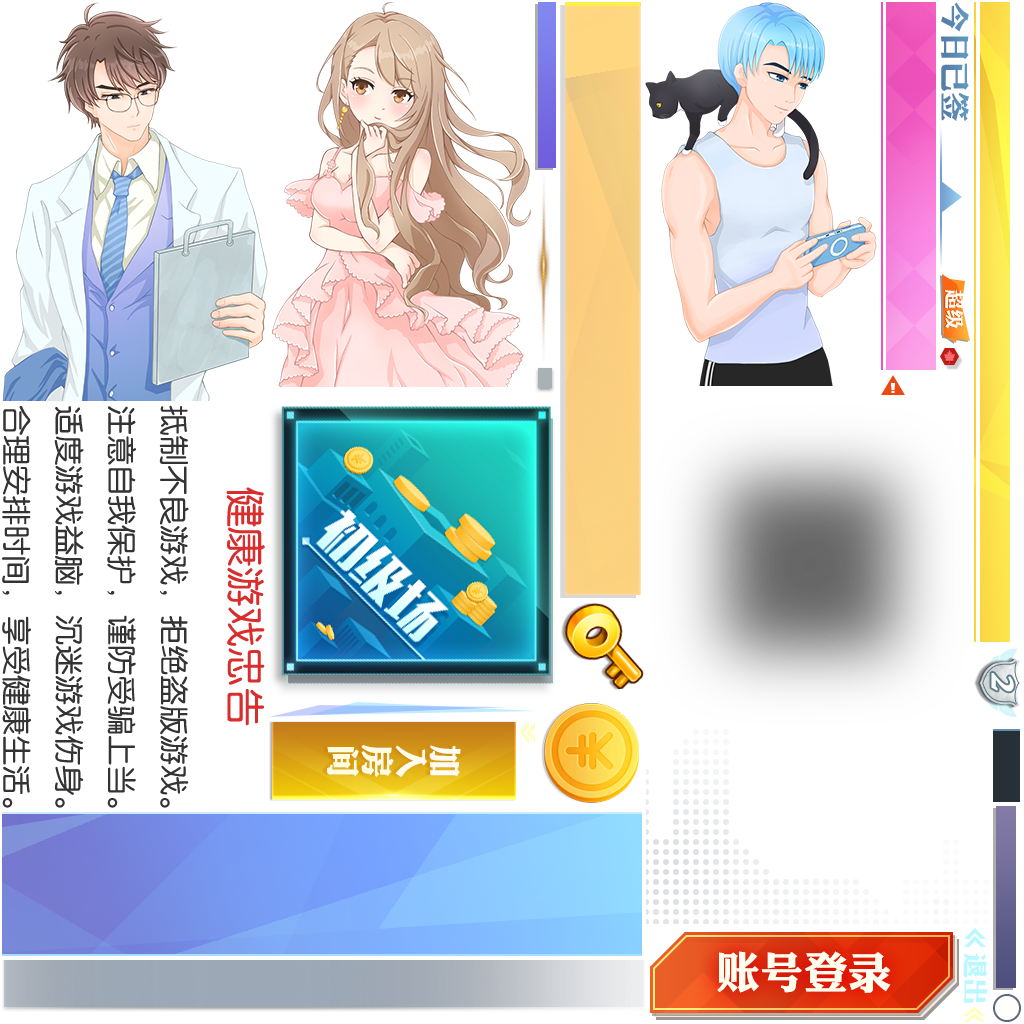 今日已签
超级
健康游戏忠告
抵制不良游戏，拒绝盗版游戏。
注意自我保护，谨防受骗上当。
适度游戏益脑，沉迷游戏伤身。
合理安排时间，享受健康生活。
初级场
加入房间
2
账号登录
退出